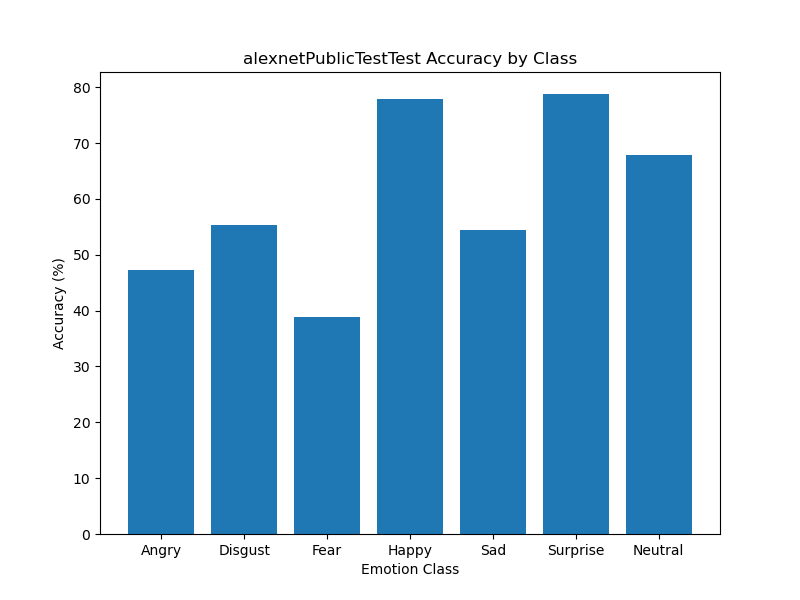 alexnetPublicTestTest Accuracy by Class
Accuracy (%)
80
70
60
50
40
30
20
10
0
Angry Disgust Fear Happy Sad Surprise Neutral
Emotion Class